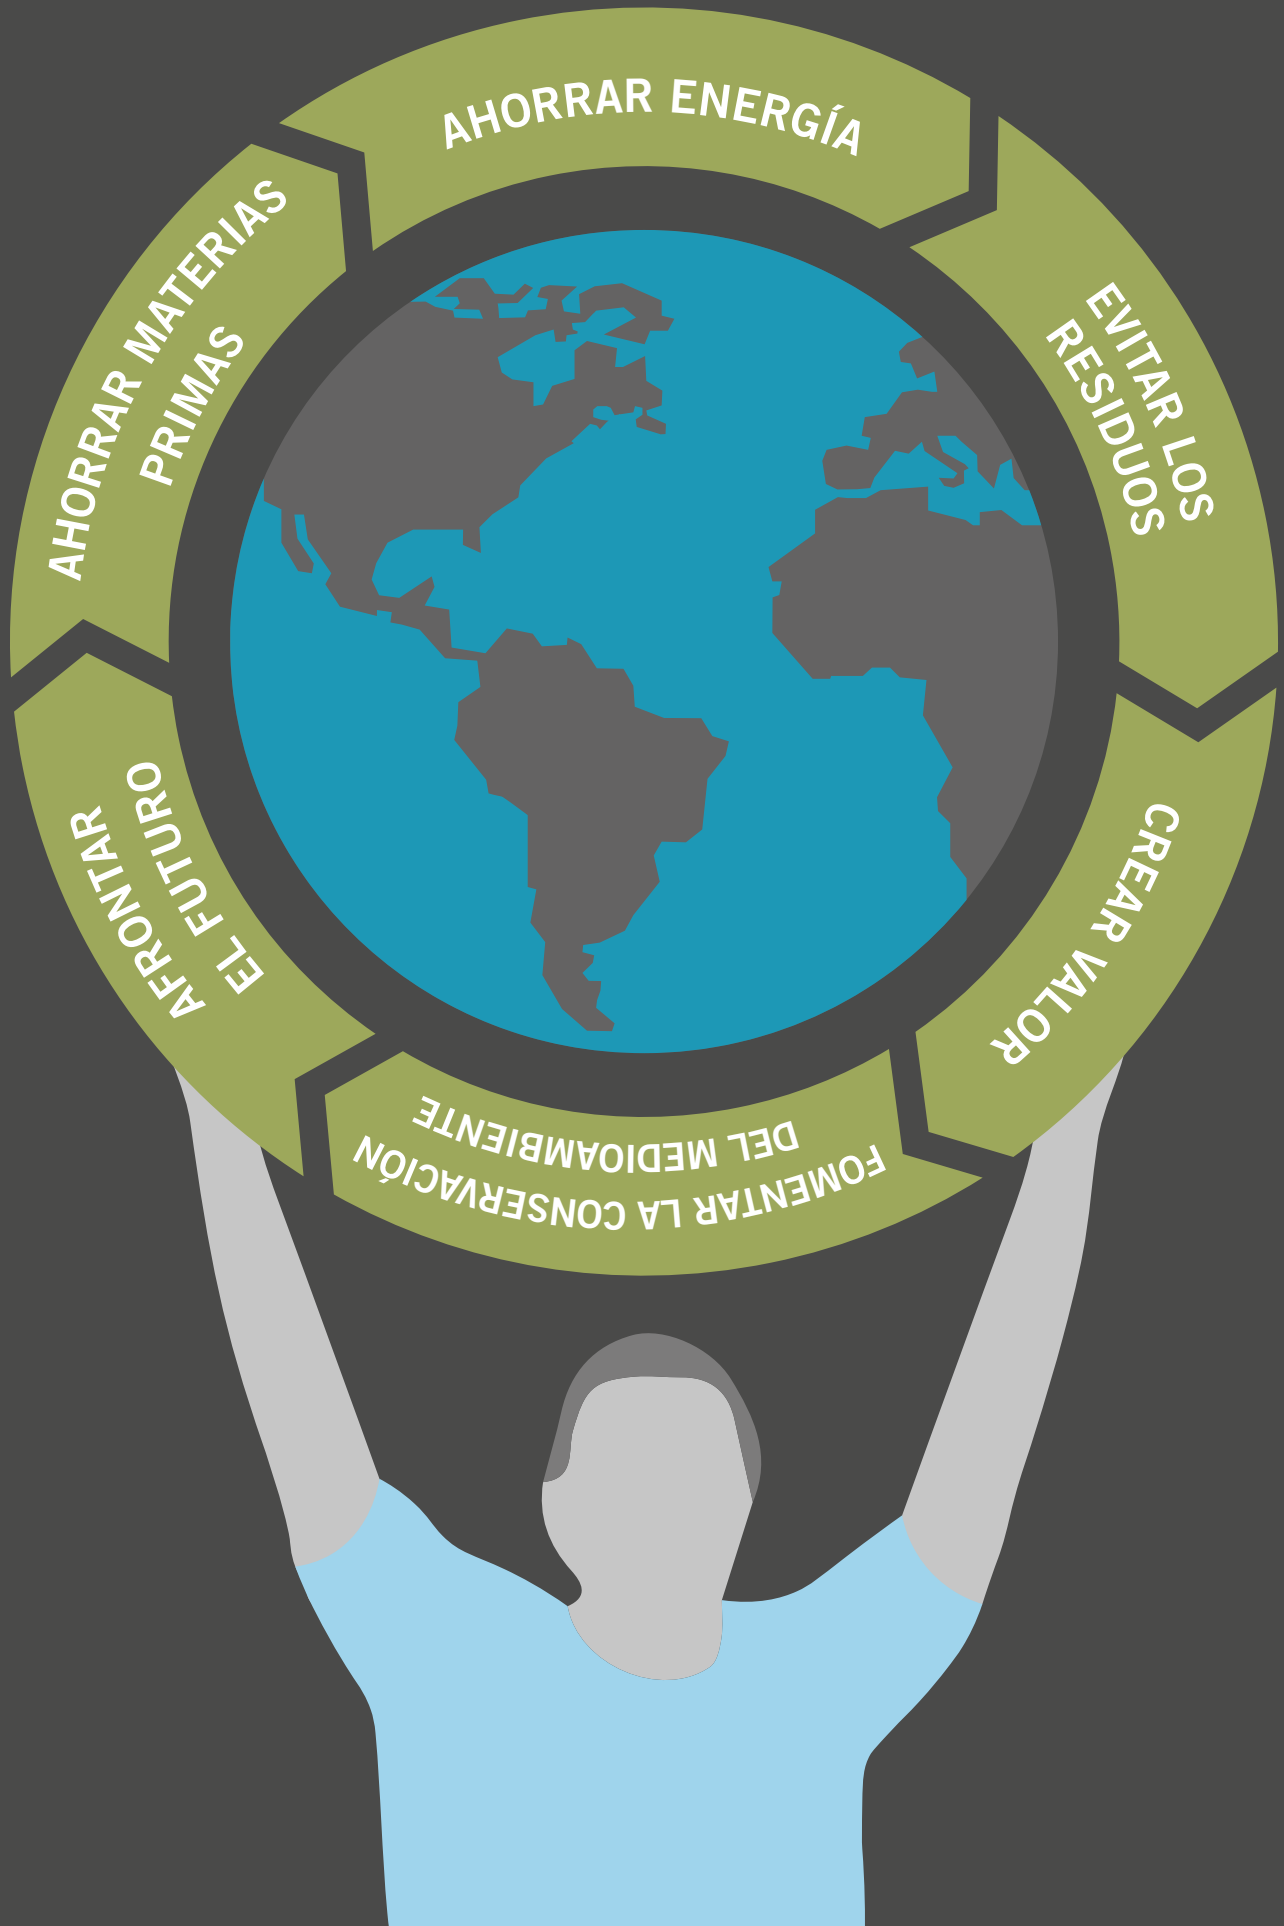 AHORRAR ENERGÍA
EVITAR LOS
RESIDUOS
CREAR VALOR
FOMENTAR LA CONSERVACIÓN
DEL MEDIOAMBIENTE
AFRONTAR
EL FUTURO
AHORRAR MATERIAS
PRIMAS